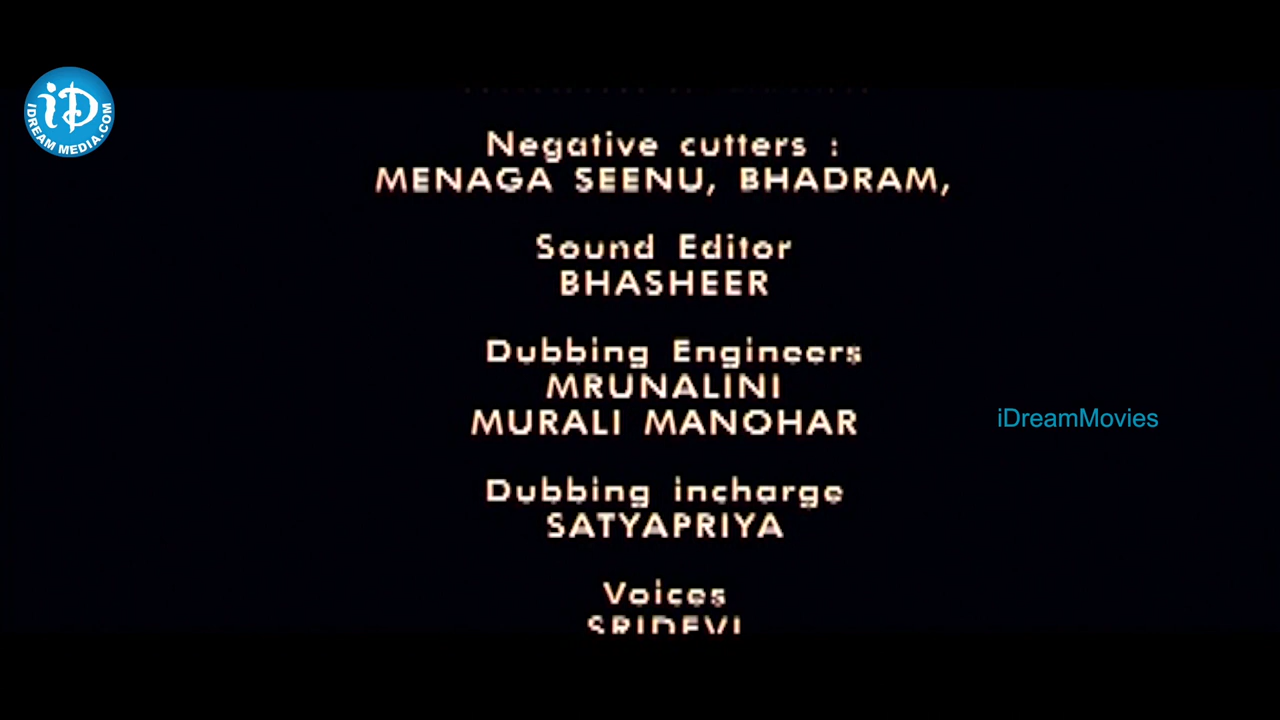 iD
IDREAM MEDIA.COM
Negative cutters :
MENAGA SEENU, BHADRAM,
Sound Editor
BHASHEER
Dubbing Engineers
MRUNALINI
MURALI MANOHAR
iDreamMovies
Dubbing incharge
SATYAPRIYA
Voices
SRIDEVI